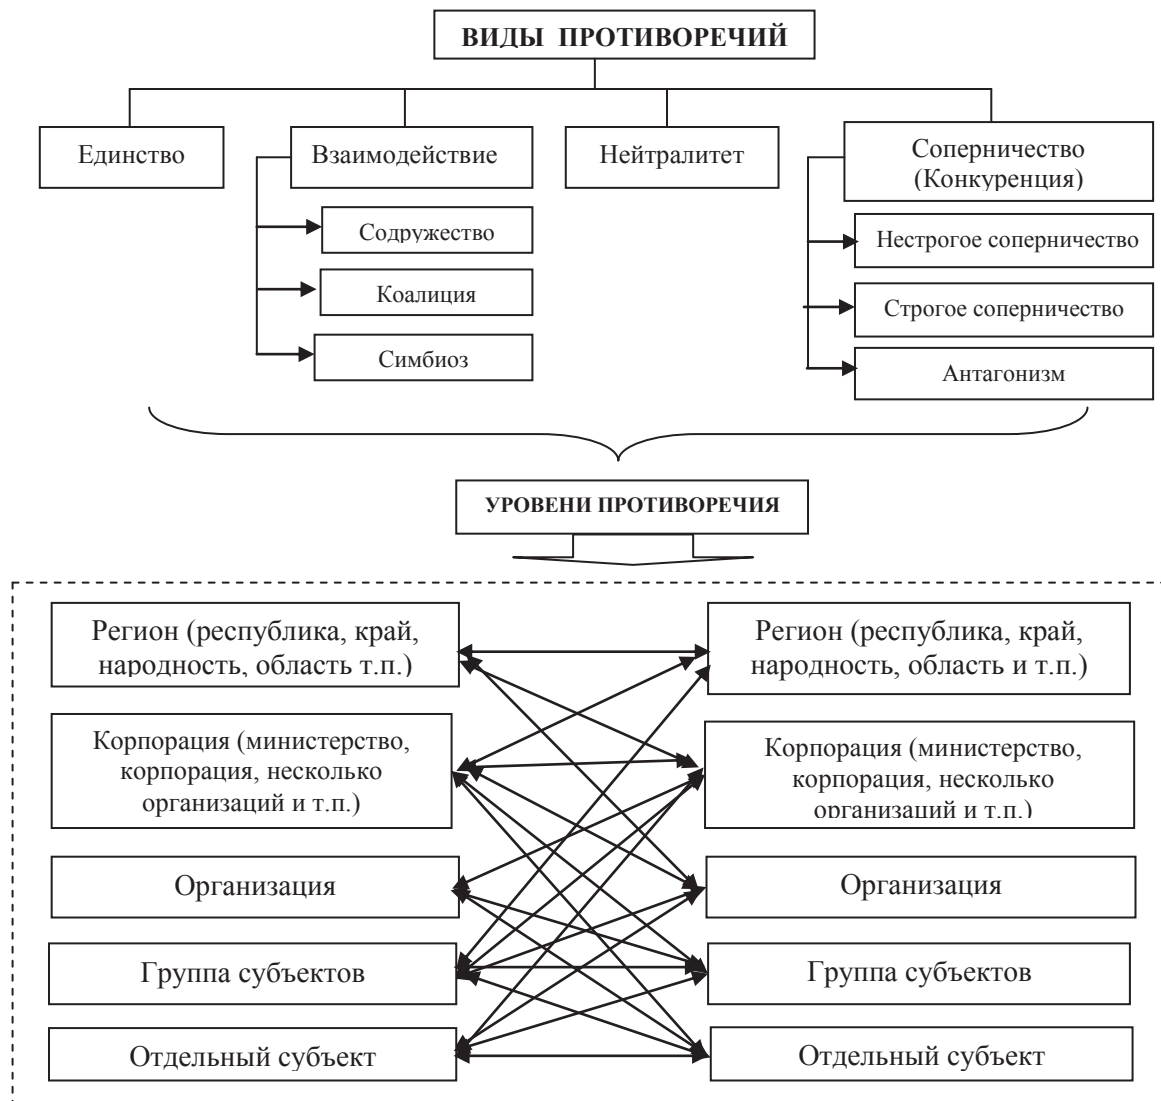 ВИДЫ ПРОТИВОРЕЧИЙ
Единство
Взаимодействие
Нейтралитет
Соперничество
(Конкуренция)
Содружество
Коалиция
Симбиоз
Нестрогое соперничество
Строгое соперничество
Антагонизм
УРОВЕНИ ПРОТИВОРЕЧИЯ
Регион (республика, край,
народность, область т.п.)
Регион (республика, край,
народность, область и т.п.)
Корпорация (министерство,
корпорация, несколько
организаций и т.п.)
Корпорация (министерство,
корпорация, несколько
организаций и т.п.)
Организация
Организация
Группа субъектов
Группа субъектов
Отдельный субъект
Отдельный субъект